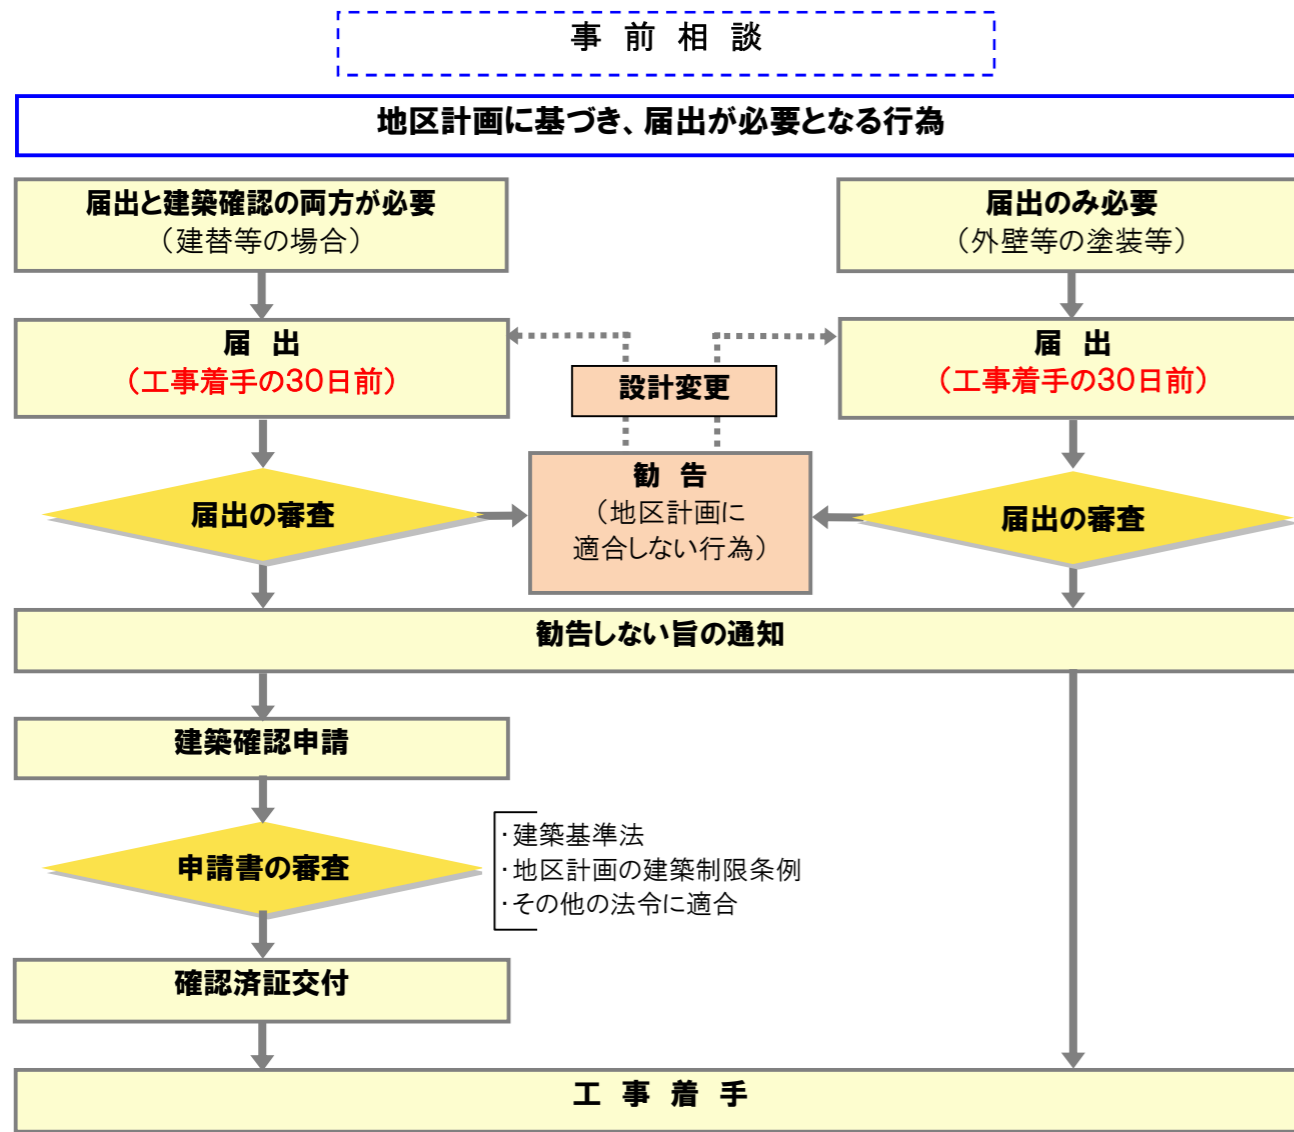 事 前 相 談
地区計画に基づき、届出が必要となる行為
届出と建築確認の両方が必要
（建替等の場合）
届出のみ必要
（外壁等の塗装等）
届 出
（工事着手の30日前）
設計変更
届 出
（工事着手の30日前）
届出の審査
勧 告
（地区計画に
適合しない行為）
届出の審査
勧告しない旨の通知
建築確認申請
申請書の審査
・建築基準法
・地区計画の建築制限条例
・その他の法令に適合
確認済証交付
工 事 着 手